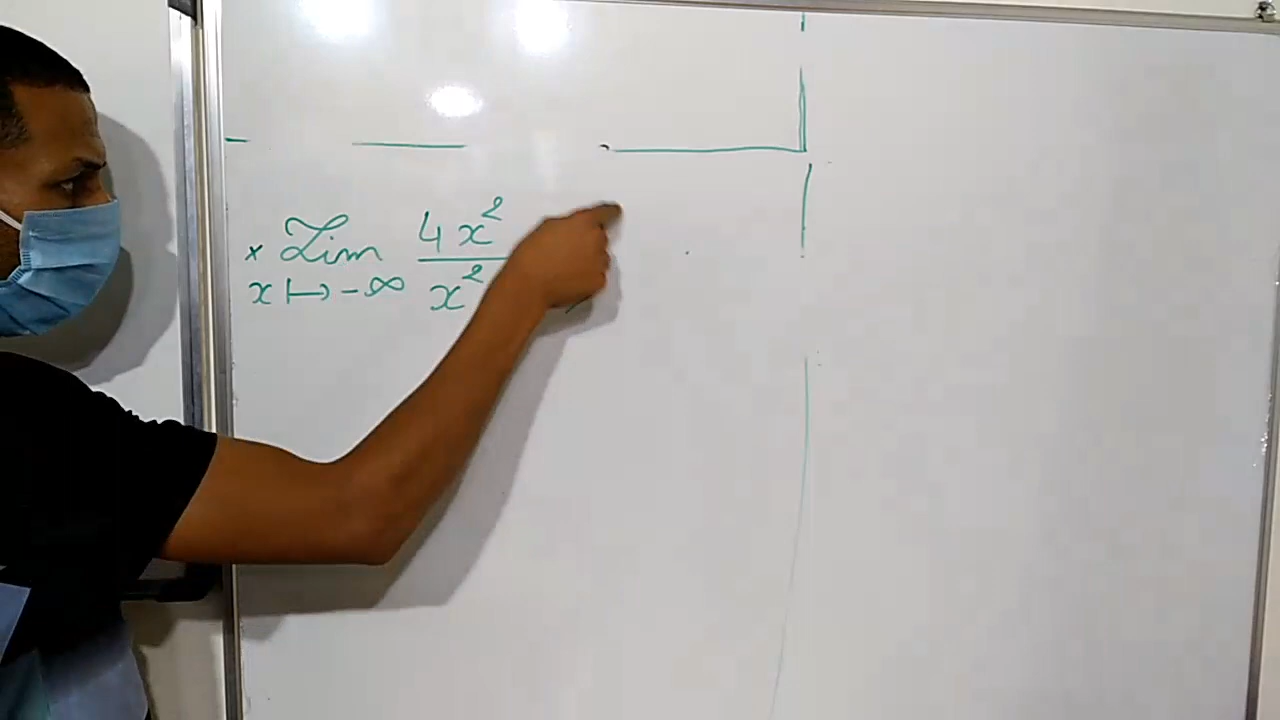 × Lim 4x²
x ↦ -∞ x²